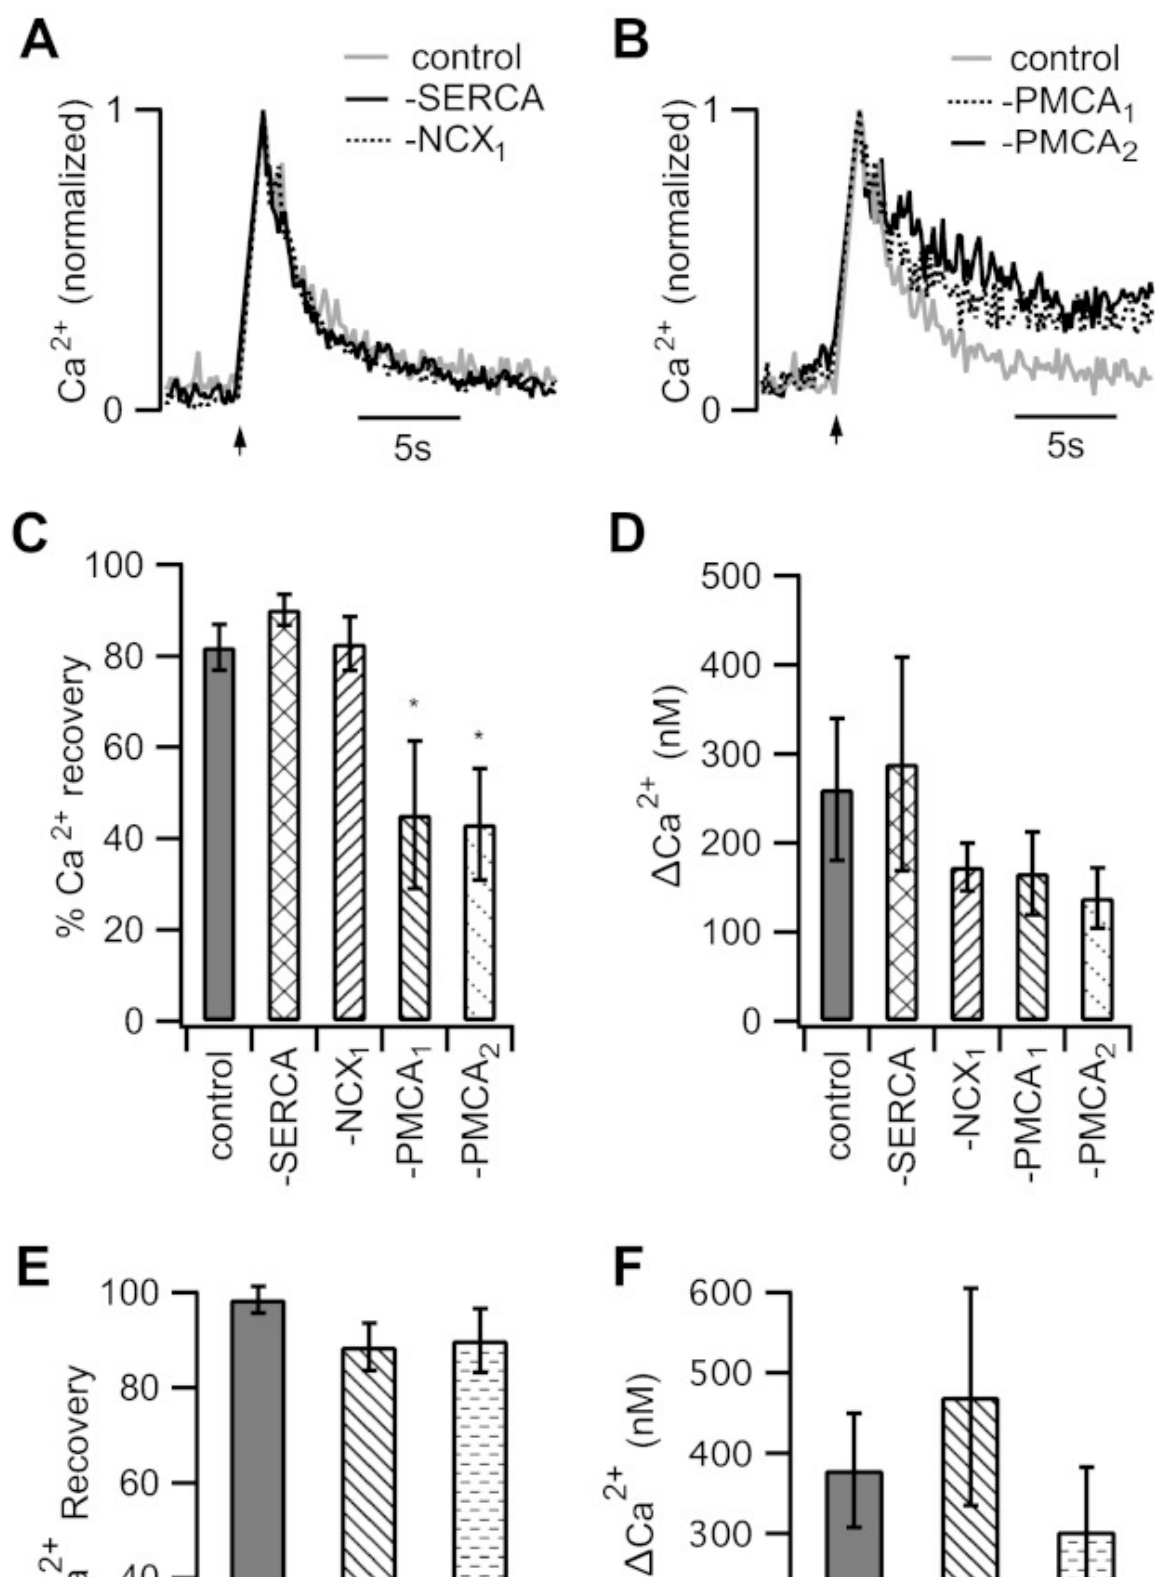 A
control
-SERCA
-NCX₁
Ca²⁺ (normalized)
1
0
5s
B
control
-PMCA₁
-PMCA₂
Ca²⁺ (normalized)
1
0
5s
C
% Ca²⁺ recovery
100
80
60
40
20
0
*
*
control
-SERCA
-NCX₁
-PMCA₁
-PMCA₂
D
ΔCa²⁺ (nM)
500
400
300
200
100
0
control
-SERCA
-NCX₁
-PMCA₁
-PMCA₂
E
a²⁺ Recovery
100
80
60
40
F
ΔCa²⁺ (nM)
600
500
400
300